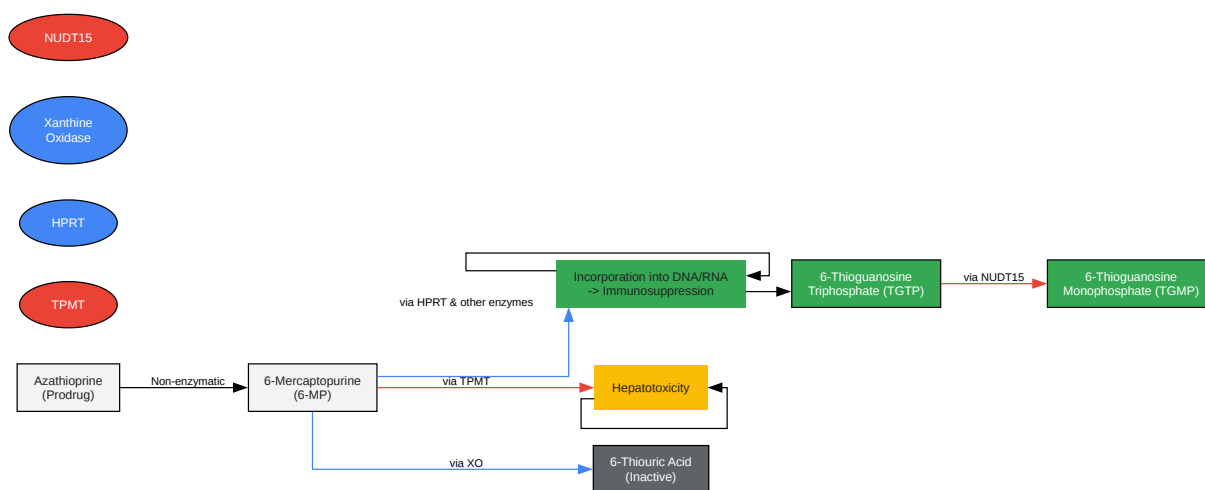 NUDT15
Xanthine
Oxidase
HPRT
TPMT
Incorporation into DNA/RNA
-> Immunosuppression
6-Thioguanosine
Triphosphate (TGTP)
via NUDT15
6-Thioguanosine
Monophosphate (TGMP)
via HPRT & other enzymes
Azathioprine
(Prodrug)
Non-enzymatic
6-Mercaptopurine
(6-MP)
via TPMT
Hepatotoxicity
via XO
6-Thiouric Acid
(Inactive)